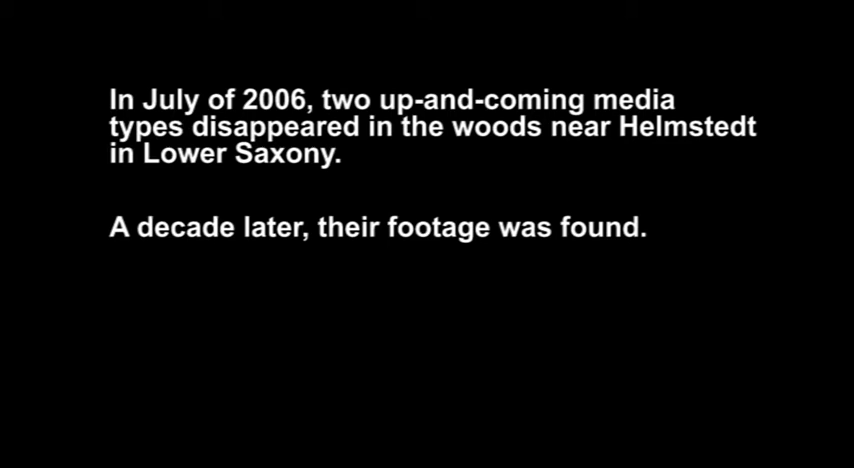 In July of 2006, two up-and-coming media
types disappeared in the woods near Helmstedt
in Lower Saxony.
A decade later, their footage was found.